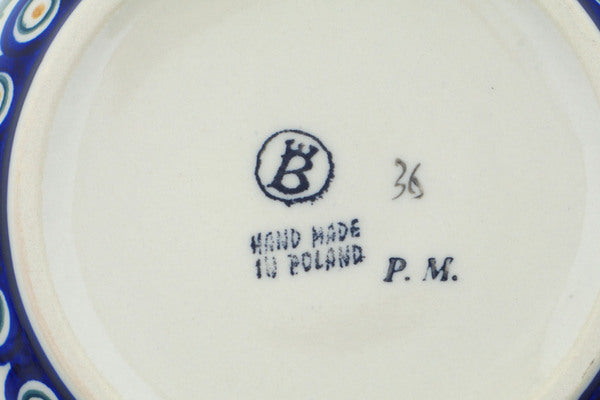 B
36
HAND MADE
IN POLAND
P. M.